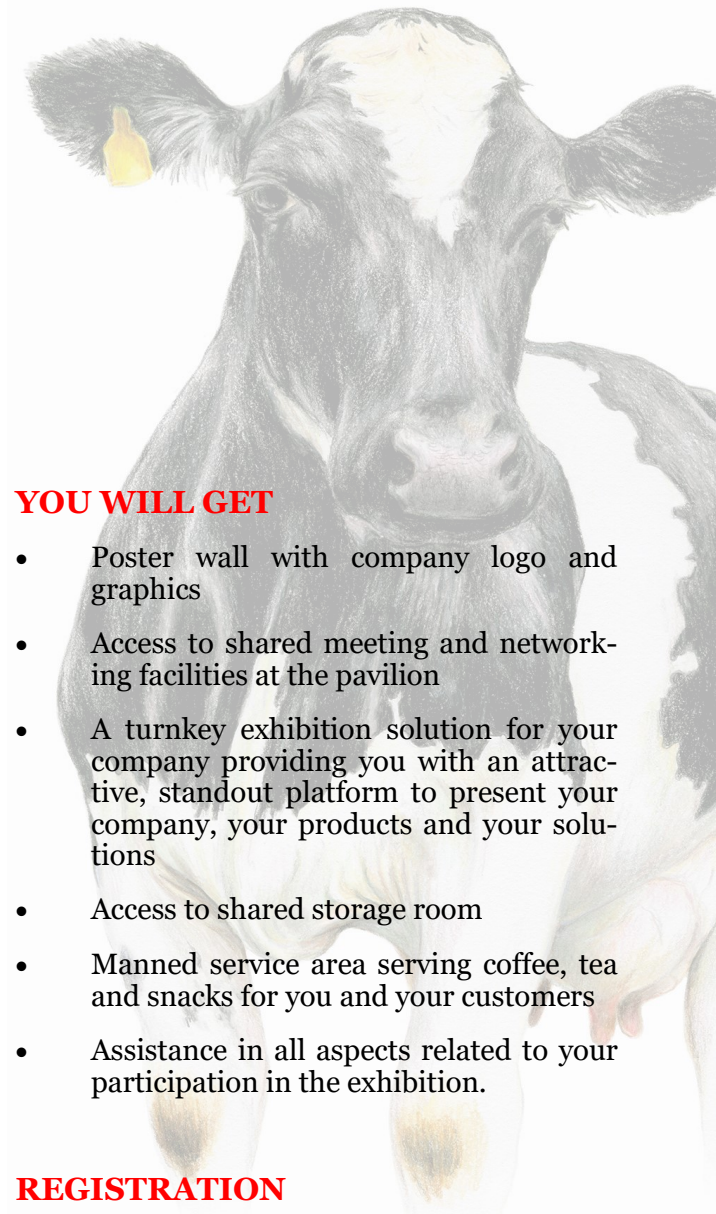 YOU WILL GET
• Poster wall with company logo and
graphics
• Access to shared meeting and network-
ing facilities at the pavilion
• A turnkey exhibition solution for your
company providing you with an attrac-
tive, standout platform to present your
company, your products and your solu-
tions
• Access to shared storage room
• Manned service area serving coffee, tea
and snacks for you and your customers
• Assistance in all aspects related to your
participation in the exhibition.
REGISTRATION